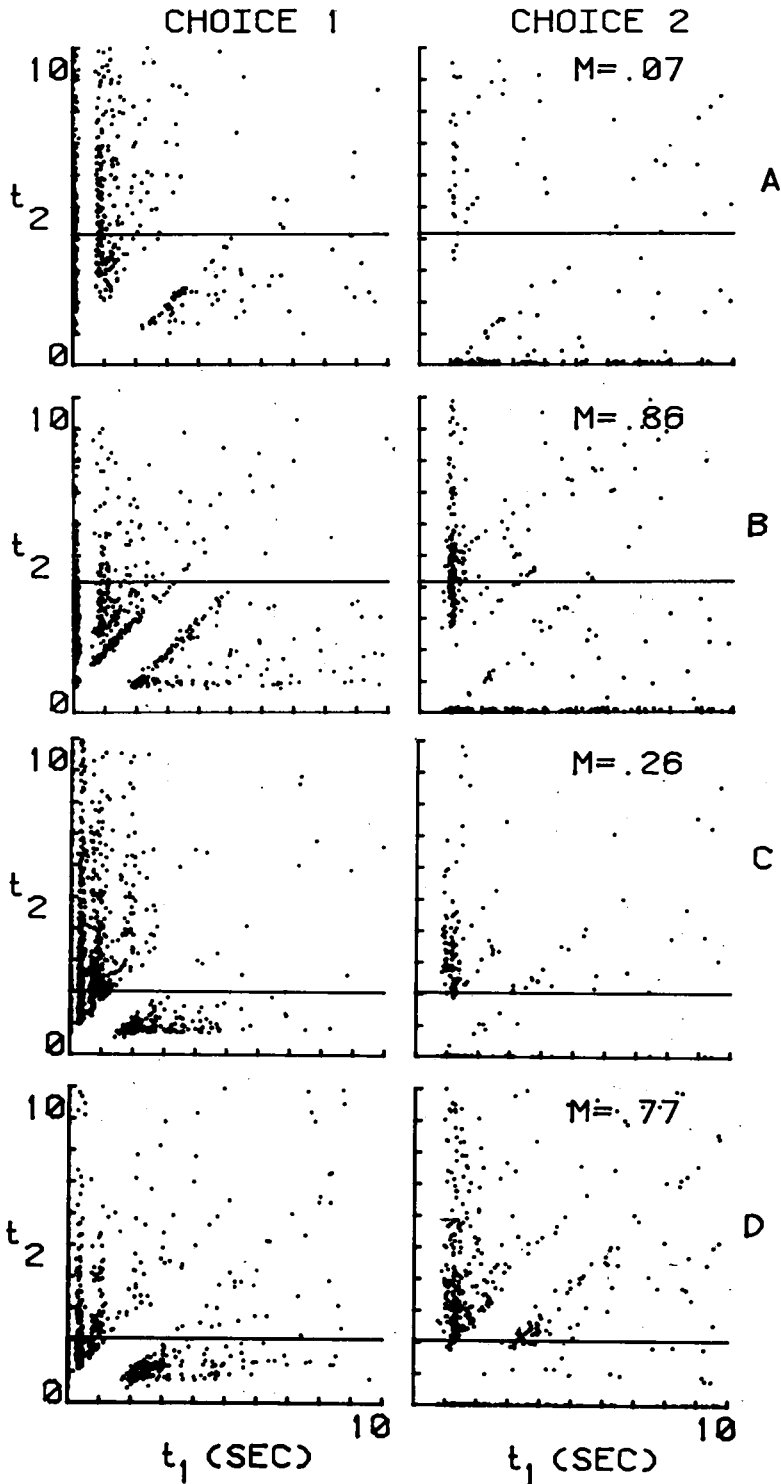 CHOICE 1 CHOICE 2
10 M= .07
A
t2
0
10 M= .86
B
t2
0
10 M= .26
C
t2
0
10 M= .77
D
t2
0
10 10
t1 (SEC) t1 (SEC)